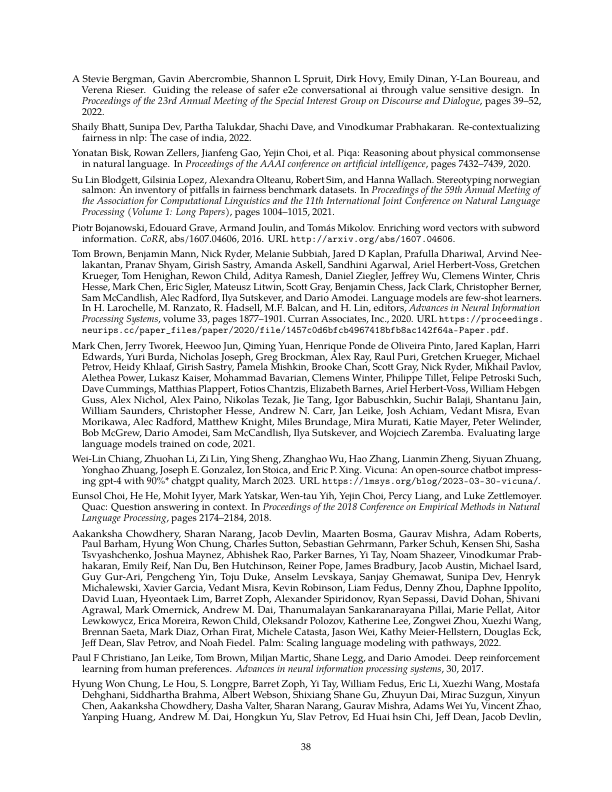 A Stevie Bergman, Gavin Abercrombie, Shannon L Spruit, Dirk Hovy, Emily Dinan, Y-Lan Boureau, and
Verena Rieser. Guiding the release of safer e2e conversational ai through value sensitive design. In
Proceedings of the 23rd Annual Meeting of the Special Interest Group on Discourse and Dialogue, pages 39–52,
2022.
Shaily Bhatt, Sunipa Dev, Partha Talukdar, Shachi Dave, and Vinodkumar Prabhakaran. Re-contextualizing
fairness in nlp: The case of india, 2022.
Yonatan Bisk, Rowan Zellers, Jianfeng Gao, Yejin Choi, et al. Piqa: Reasoning about physical commonsense
in natural language. In Proceedings of the AAAI conference on artificial intelligence, pages 7432–7439, 2020.
Su Lin Blodgett, Gilsinia Lopez, Alexandra Olteanu, Robert Sim, and Hanna Wallach. Stereotyping norwegian
salmon: An inventory of pitfalls in fairness benchmark datasets. In Proceedings of the 59th Annual Meeting of
the Association for Computational Linguistics and the 11th International Joint Conference on Natural Language
Processing (Volume 1: Long Papers), pages 1004–1015, 2021.
Piotr Bojanowski, Edouard Grave, Armand Joulin, and Tomás Mikolov. Enriching word vectors with subword
information. CoRR, abs/1607.04606, 2016. URL http://arxiv.org/abs/1607.04606.
Tom Brown, Benjamin Mann, Nick Ryder, Melanie Subbiah, Jared D Kaplan, Prafulla Dhariwal, Arvind Nee-
lakantan, Pranav Shyam, Girish Sastry, Amanda Askell, Sandhini Agarwal, Ariel Herbert-Voss, Gretchen
Krueger, Tom Henighan, Rewon Child, Aditya Ramesh, Daniel Ziegler, Jeffrey Wu, Clemens Winter, Chris
Hesse, Mark Chen, Eric Sigler, Mateusz Litwin, Scott Gray, Benjamin Chess, Jack Clark, Christopher Berner,
Sam McCandlish, Alec Radford, Ilya Sutskever, and Dario Amodei. Language models are few-shot learners.
In H. Larochelle, M. Ranzato, R. Hadsell, M.F. Balcan, and H. Lin, editors, Advances in Neural Information
Processing Systems, volume 33, pages 1877–1901. Curran Associates, Inc., 2020. URL https://proceedings.
neurips.cc/paper_files/paper/2020/file/1457c0d6bfcb4967418bfb8ac142f64a-Paper.pdf.
Mark Chen, Jerry Tworek, Heewoo Jun, Qiming Yuan, Henrique Ponde de Oliveira Pinto, Jared Kaplan, Harri
Edwards, Yuri Burda, Nicholas Joseph, Greg Brockman, Alex Ray, Raul Puri, Gretchen Krueger, Michael
Petrov, Heidy Khlaaf, Girish Sastry, Pamela Mishkin, Brooke Chan, Scott Gray, Nick Ryder, Mikhail Pavlov,
Alethea Power, Lukasz Kaiser, Mohammad Bavarian, Clemens Winter, Philippe Tillet, Felipe Petroski Such,
Dave Cummings, Matthias Plappert, Fotios Chantzis, Elizabeth Barnes, Ariel Herbert-Voss, William Hebgen
Guss, Alex Nichol, Alex Paino, Nikolas Tezak, Jie Tang, Igor Babuschkin, Suchir Balaji, Shantanu Jain,
William Saunders, Christopher Hesse, Andrew N. Carr, Jan Leike, Josh Achiam, Vedant Misra, Evan
Morikawa, Alec Radford, Matthew Knight, Miles Brundage, Mira Murati, Katie Mayer, Peter Welinder,
Bob McGrew, Dario Amodei, Sam McCandlish, Ilya Sutskever, and Wojciech Zaremba. Evaluating large
language models trained on code, 2021.
Wei-Lin Chiang, Zhuohan Li, Zi Lin, Ying Sheng, Zhanghao Wu, Hao Zhang, Lianmin Zheng, Siyuan Zhuang,
Yonghao Zhuang, Joseph E. Gonzalez, Ion Stoica, and Eric P. Xing. Vicuna: An open-source chatbot impress-
ing gpt-4 with 90%* chatgpt quality, March 2023. URL https://lmsys.org/blog/2023-03-30-vicuna/.
Eunsol Choi, He He, Mohit Iyyer, Mark Yatskar, Wen-tau Yih, Yejin Choi, Percy Liang, and Luke Zettlemoyer.
Quac: Question answering in context. In Proceedings of the 2018 Conference on Empirical Methods in Natural
Language Processing, pages 2174–2184, 2018.
Aakanksha Chowdhery, Sharan Narang, Jacob Devlin, Maarten Bosma, Gaurav Mishra, Adam Roberts,
Paul Barham, Hyung Won Chung, Charles Sutton, Sebastian Gehrmann, Parker Schuh, Kensen Shi, Sasha
Tsvyashchenko, Joshua Maynez, Abhishek Rao, Parker Barnes, Yi Tay, Noam Shazeer, Vinodkumar Prab-
hakaran, Emily Reif, Nan Du, Ben Hutchinson, Reiner Pope, James Bradbury, Jacob Austin, Michael Isard,
Guy Gur-Ari, Pengcheng Yin, Toju Duke, Anselm Levskaya, Sanjay Ghemawat, Sunipa Dev, Henryk
Michalewski, Xavier Garcia, Vedant Misra, Kevin Robinson, Liam Fedus, Denny Zhou, Daphne Ippolito,
David Luan, Hyeontaek Lim, Barret Zoph, Alexander Spiridonov, Ryan Sepassi, David Dohan, Shivani
Agrawal, Mark Omernick, Andrew M. Dai, Thanumalayan Sankaranarayana Pillai, Marie Pellat, Aitor
Lewkowycz, Erica Moreira, Rewon Child, Oleksandr Polozov, Katherine Lee, Zongwei Zhou, Xuezhi Wang,
Brennan Saeta, Mark Diaz, Orhan Firat, Michele Catasta, Jason Wei, Kathy Meier-Hellstern, Douglas Eck,
Jeff Dean, Slav Petrov, and Noah Fiedel. Palm: Scaling language modeling with pathways, 2022.
Paul F Christiano, Jan Leike, Tom Brown, Miljan Martic, Shane Legg, and Dario Amodei. Deep reinforcement
learning from human preferences. Advances in neural information processing systems, 30, 2017.
Hyung Won Chung, Le Hou, S. Longpre, Barret Zoph, Yi Tay, William Fedus, Eric Li, Xuezhi Wang, Mostafa
Dehghani, Siddhartha Brahma, Albert Webson, Shixiang Shane Gu, Zhuyun Dai, Mirac Suzgun, Xinyun
Chen, Aakanksha Chowdhery, Dasha Valter, Sharan Narang, Gaurav Mishra, Adams Wei Yu, Vincent Zhao,
Yanping Huang, Andrew M. Dai, Hongkun Yu, Slav Petrov, Ed Huai hsin Chi, Jeff Dean, Jacob Devlin,
38